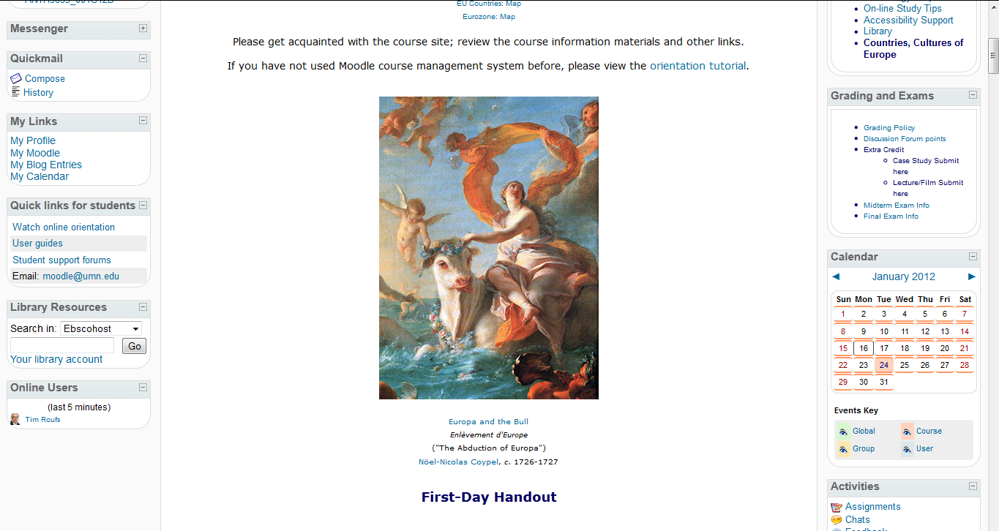 Messenger
Quickmail
Compose
History
My Links
My Profile
My Moodle
My Blog Entries
My Calendar
Quick links for students
Watch online orientation
User guides
Student support forums
Email: moodle@umn.edu
Library Resources
Search in: Ebscohost
Go
Your library account
Online Users
(last 5 minutes)
Tim Roufs
EU Countries: Map
Eurozone: Map
Please get acquainted with the course site; review the course information materials and other links.
If you have not used Moodle course management system before, please view the orientation tutorial.
Europa and the Bull
Enlèvement d'Europe
("The Abduction of Europa")
Nöel-Nicolas Coypel, c. 1726-1727
First-Day Handout
On-line Study Tips
Accessibility Support
Library
Countries, Cultures of
Europe
Grading and Exams
Grading Policy
Discussion Forum points
Extra Credit
Case Study Submit
here
Lecture/Film Submit
here
Midterm Exam Info
Final Exam Info
Calendar
January 2012
Sun Mon Tue Wed Thu Fri Sat
1 2 3 4 5 6 7
8 9 10 11 12 13 14
15 16 17 18 19 20 21
22 23 24 25 26 27 28
29 30 31
Events Key
Global Course
Group User
Activities
Assignments
Chats